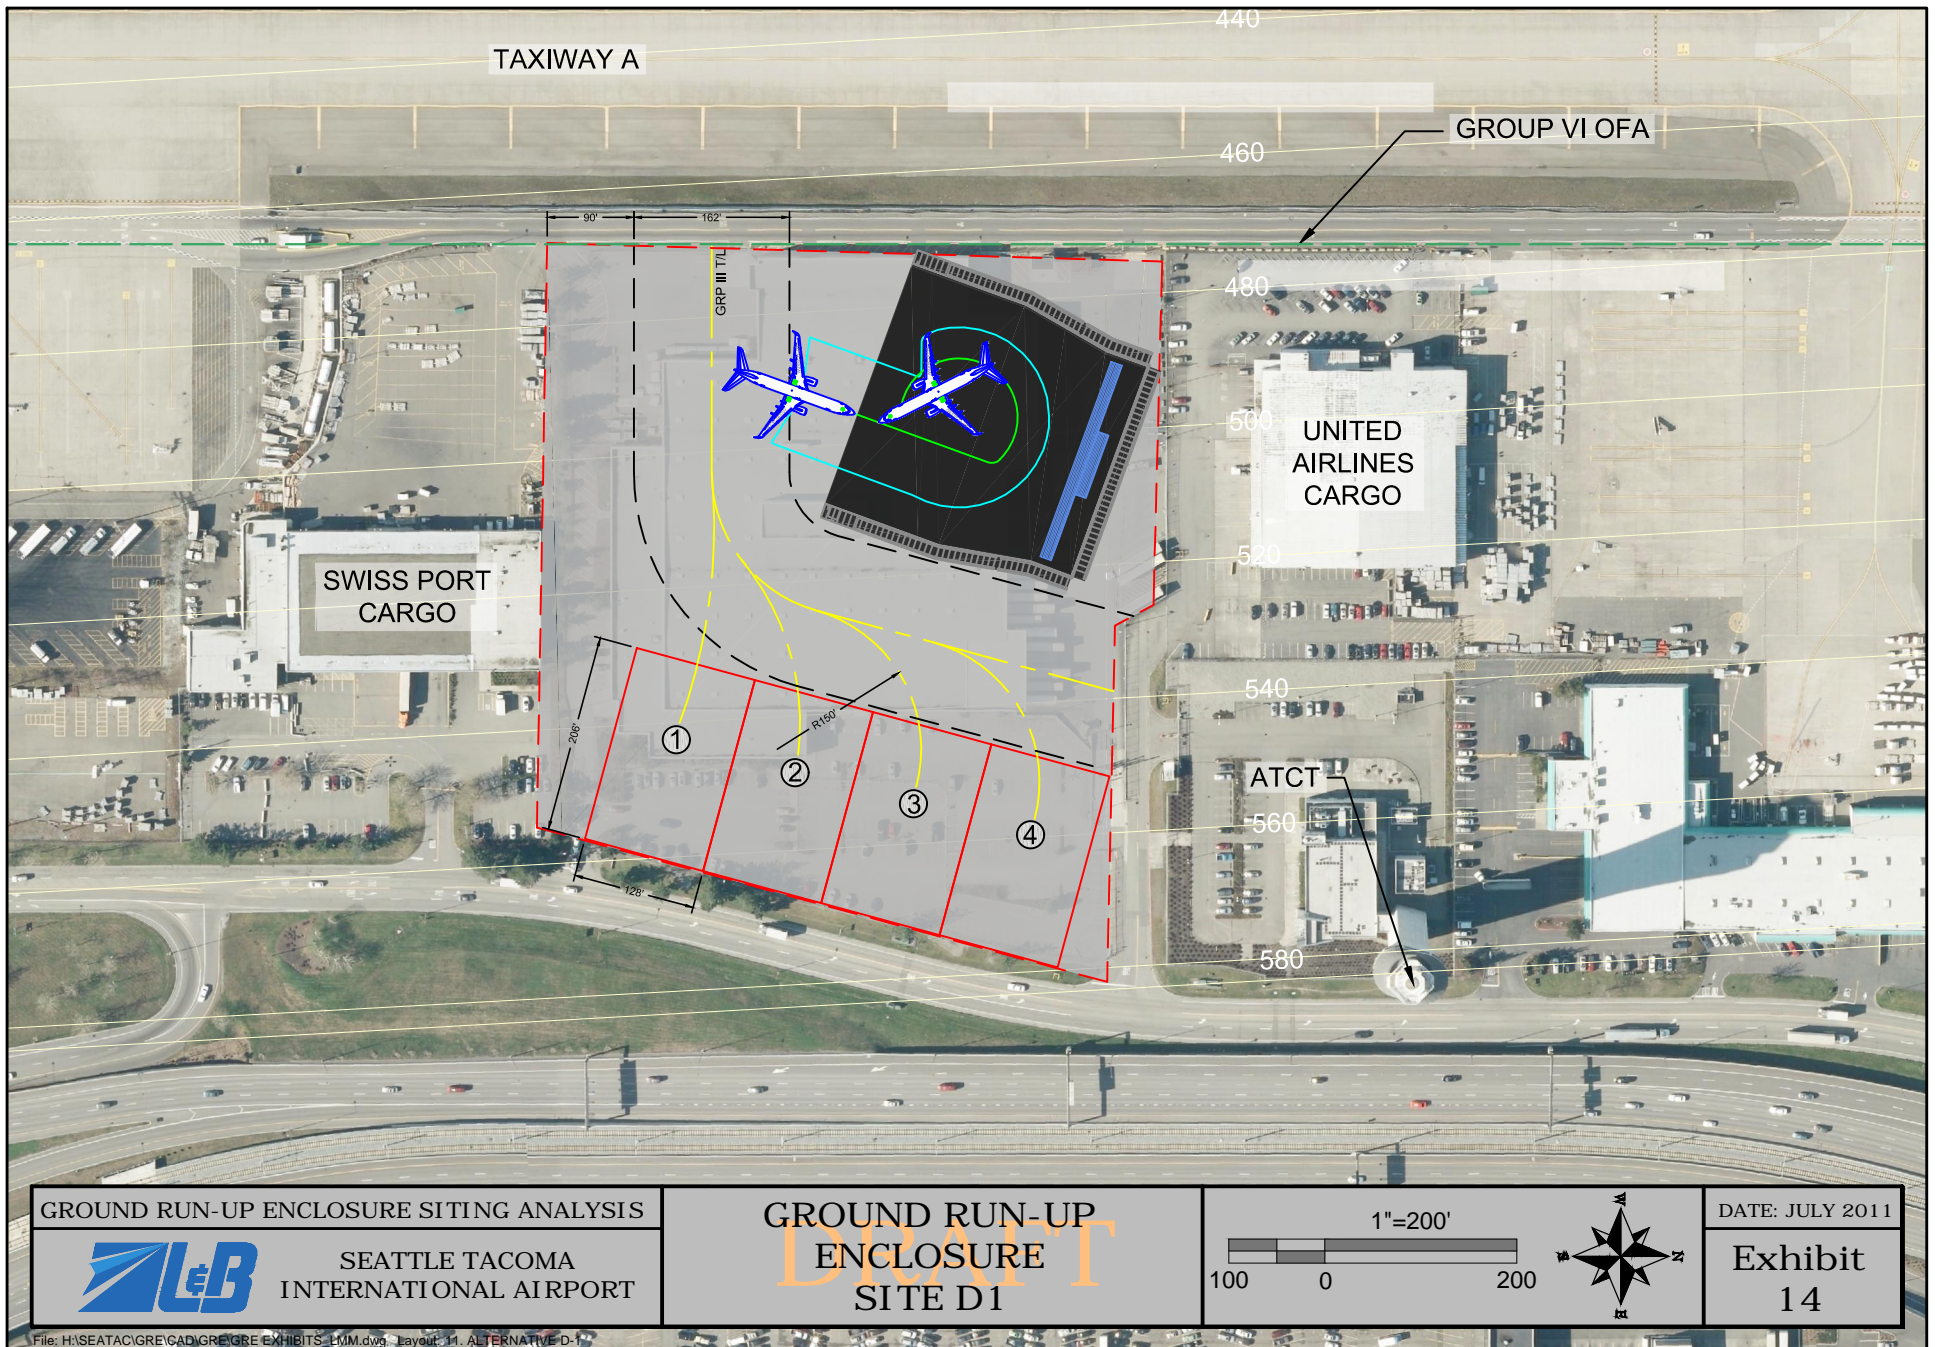 440
TAXIWAY A
GROUP VI OFA
460
90'
162'
GRP III T/L
480
500
UNITED
AIRLINES
CARGO
520
SWISS PORT
CARGO
540
206'
R150'
1
2
3
4
ATCT
560
128'
580
GROUND RUN-UP ENCLOSURE SITING ANALYSIS
L&B
SEATTLE TACOMA
INTERNATIONAL AIRPORT
DRAFT
GROUND RUN-UP
ENCLOSURE
SITE D1
1"=200'
100 0 200
W
N
S
E
DATE: JULY 2011
Exhibit
14
File: H:\SEATAC\GRE\CAD\GRE\GRE EXHIBITS_LMM.dwg Layout: 11. ALTERNATIVE D-1